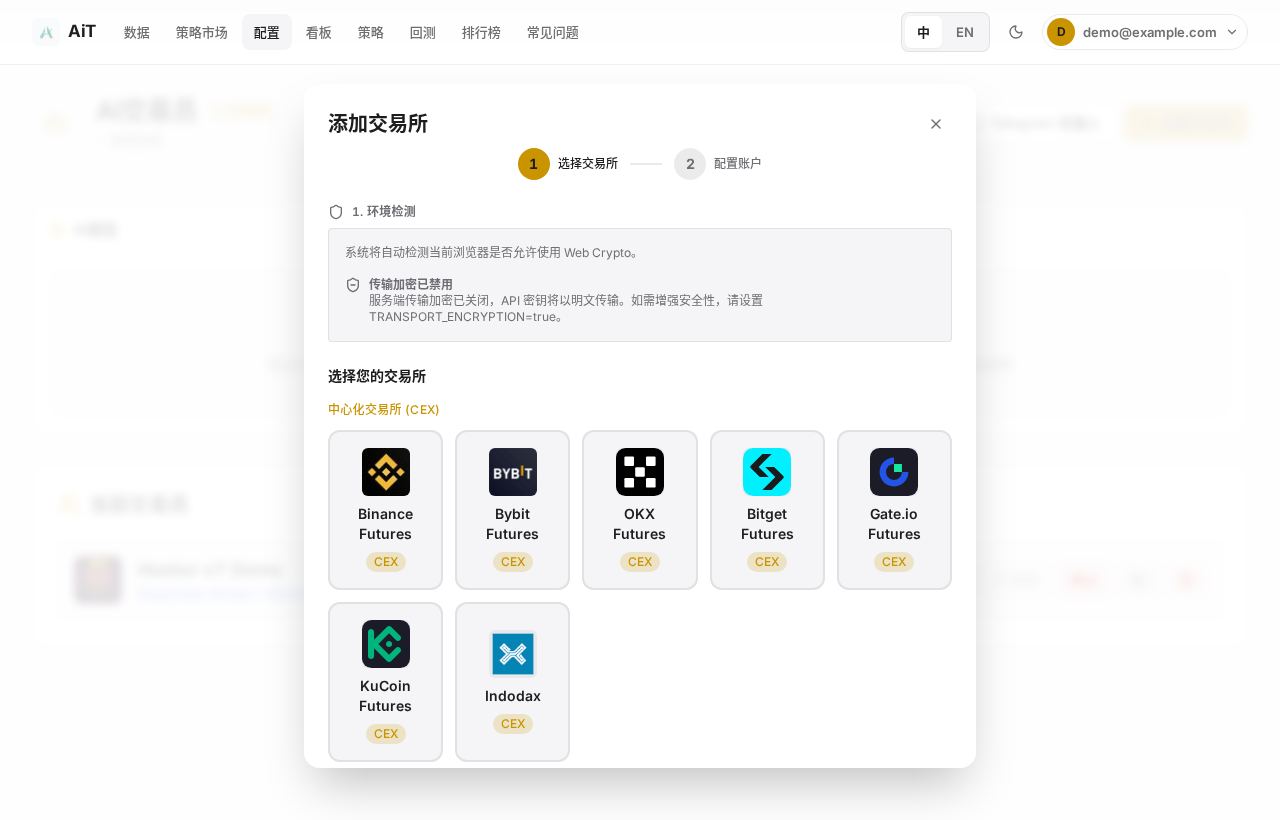 AiT
数据
策略市场
配置
看板
策略
回测
排行榜
常见问题
中
EN
D
demo@example.com
添加交易所
1
选择交易所
2
配置账户
1. 环境检测
系统将自动检测当前浏览器是否允许使用 Web Crypto。
传输加密已禁用
服务端传输加密已关闭，API 密钥将以明文传输。如需增强安全性，请设置
TRANSPORT_ENCRYPTION=true。
选择您的交易所
中心化交易所 (CEX)
Binance
Futures
CEX
BYBIT
Bybit
Futures
CEX
OKX
Futures
CEX
Bitget
Futures
CEX
Gate.io
Futures
CEX
KuCoin
Futures
CEX
Indodax
CEX